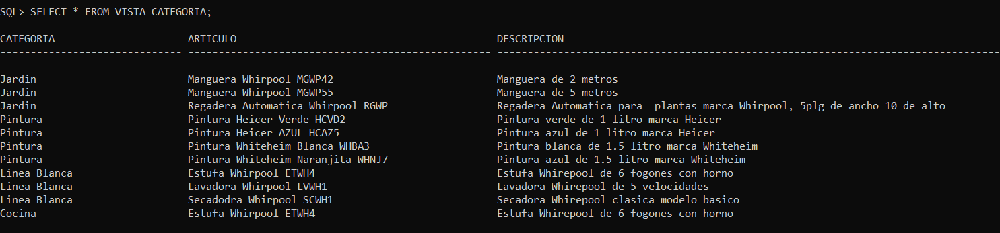 SQL> SELECT * FROM VISTA_CATEGORIA;
CATEGORIA                      ARTICULO                                           DESCRIPCION
------------------------------ -------------------------------------------------- -----------------------------------------------------------------------------------
---------------------
Jardin                         Manguera Whirpool MGWP42                           Manguera de 2 metros
Jardin                         Manguera Whirpool MGWP55                           Manguera de 5 metros
Jardin                         Regadera Automatica Whirpool RGWP                  Regadera Automatica para  plantas marca Whirpool, 5plg de ancho 10 de alto
Pintura                        Pintura Heicer Verde HCVD2                         Pintura verde de 1 litro marca Heicer
Pintura                        Pintura Heicer AZUL HCAZ5                          Pintura azul de 1 litro marca Heicer
Pintura                        Pintura Whiteheim Blanca WHBA3                     Pintura blanca de 1.5 litro marca Whiteheim
Pintura                        Pintura Whiteheim Naranjita WHNJ7                  Pintura azul de 1.5 litro marca Whiteheim
Linea Blanca                   Estufa Whirpool ETWH4                              Estufa Whirepool de 6 fogones con horno
Linea Blanca                   Lavadora Whirpool LVWH1                            Lavadora Whirepool de 5 velocidades
Linea Blanca                   Secadodra Whirpool SCWH1                           Secadora Whirepool clasica modelo basico
Cocina                         Estufa Whirpool ETWH4                              Estufa Whirepool de 6 fogones con horno